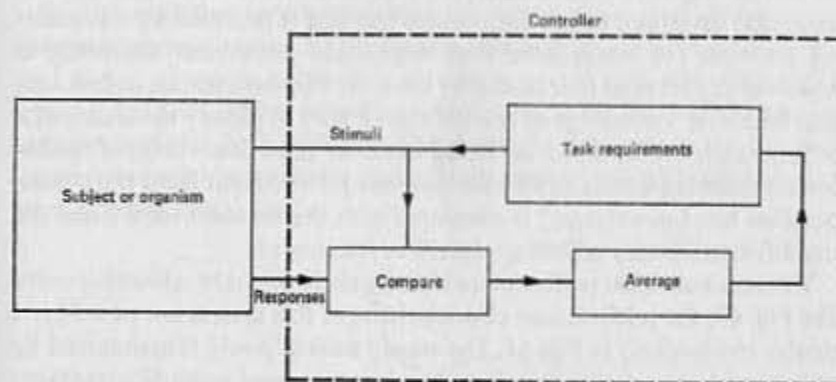 Controller
Stimuli
Task requirements
Subject or organism
Responses
Compare
Average